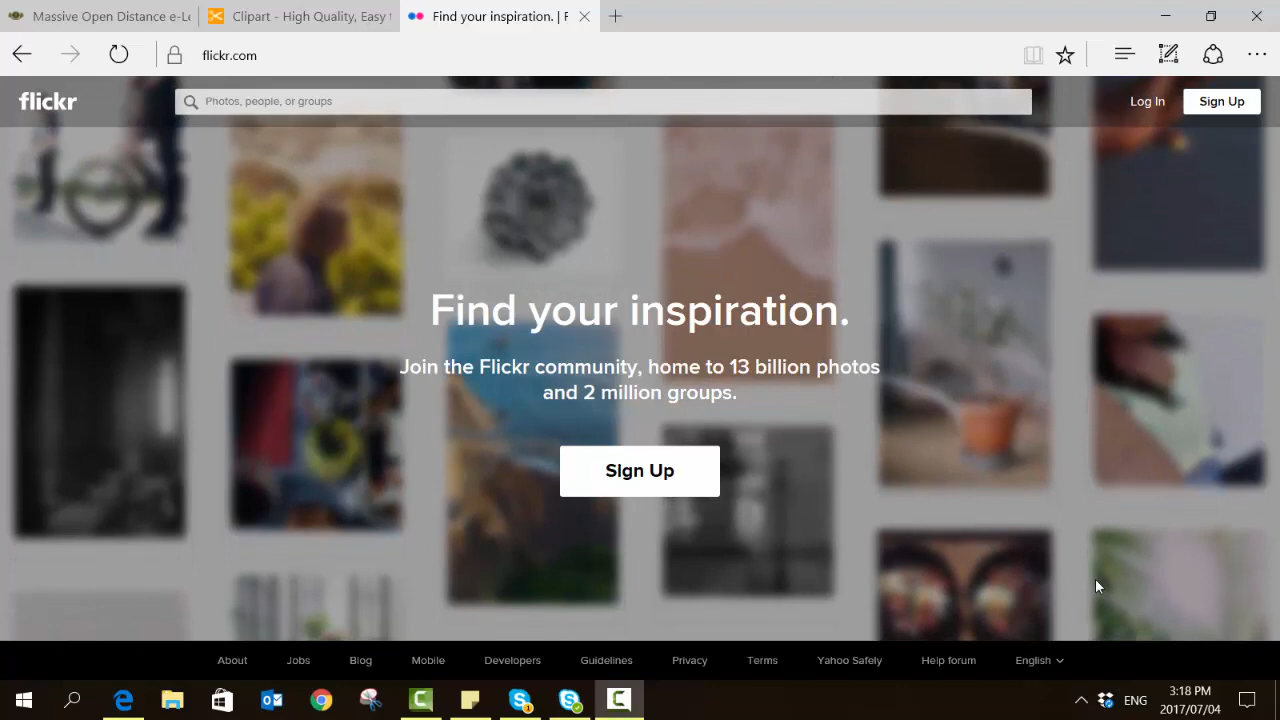 Massive Open Distance e-Le
Clipart - High Quality, Easy t
Find your inspiration. | F
flickr.com
flickr
Photos, people, or groups
Log In
Sign Up
Find your inspiration.
Join the Flickr community, home to 13 billion photos
and 2 million groups.
Sign Up
About
Jobs
Blog
Mobile
Developers
Guidelines
Privacy
Terms
Yahoo Safely
Help forum
English
ENG
3:18 PM
2017/07/04